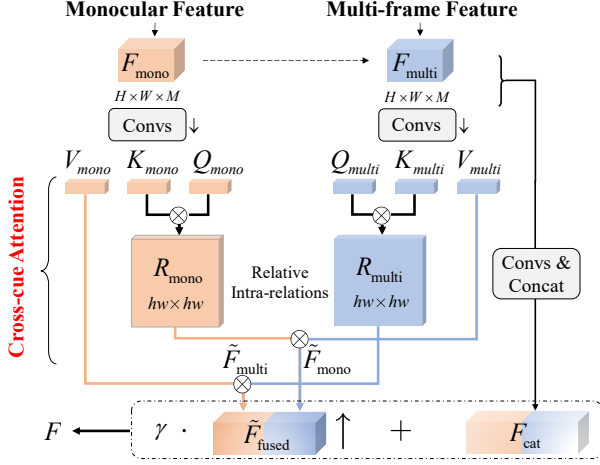 Monocular Feature
Multi-frame Feature
F_mono
F_multi
H×W×M
H×W×M
Convs ↓
Convs ↓
V_mono K_mono Q_mono
Q_multi K_multi V_multi
Cross-cue Attention
R_mono
hw×hw
Relative
Intra-relations
R_multi
hw×hw
Convs &
Concat
F̃_multi
F̃_mono
F
γ · F̃_fused ↑ + F_cat